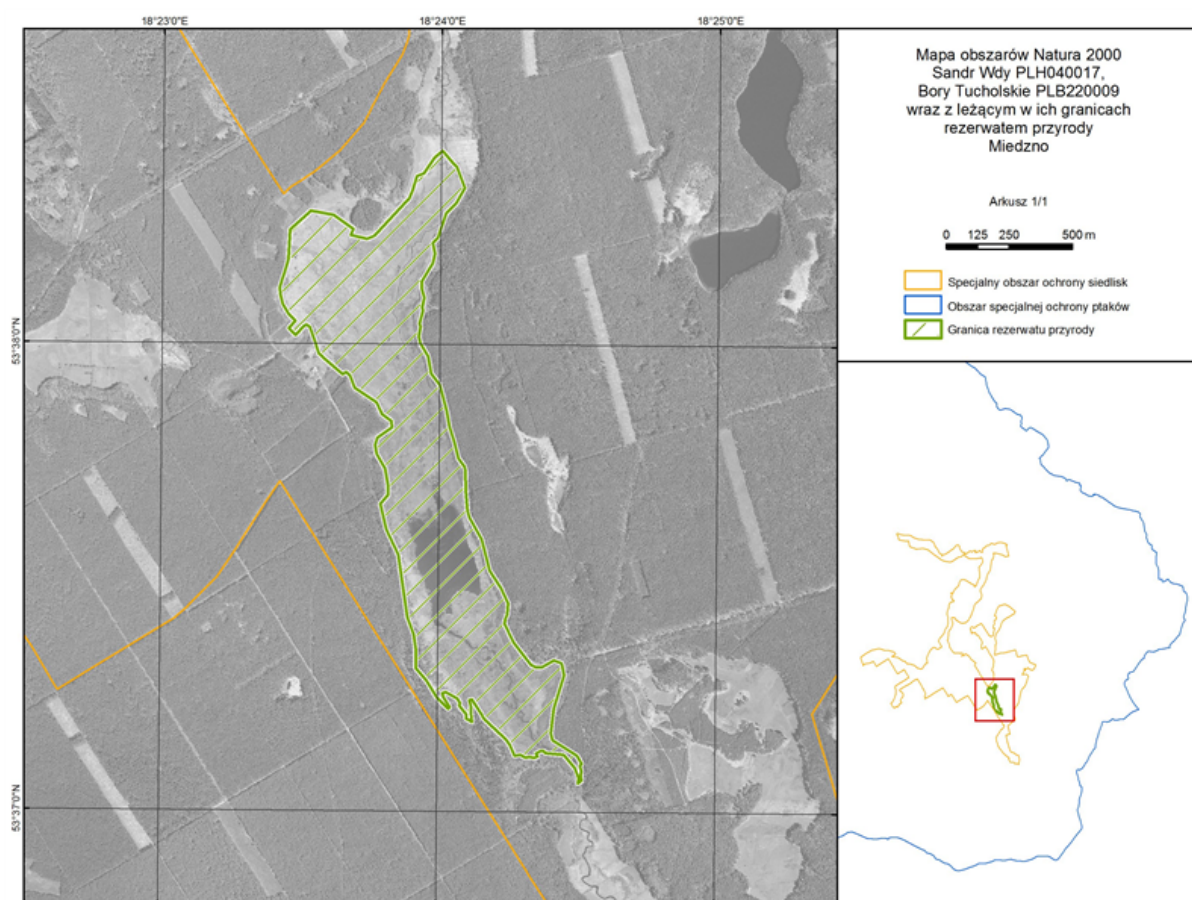 18°23'0"E
18°24'0"E
18°25'0"E
53°38'0"N
53°37'0"N
Mapa obszarów Natura 2000
Sandr Wdy PLH040017,
Bory Tucholskie PLB220009
wraz z leżącym w ich granicach
rezerwatem przyrody
Miedzno
Arkusz 1/1
0 125 250 500 m
Specjalny obszar ochrony siedlisk
Obszar specjalnej ochrony ptaków
Granica rezerwatu przyrody